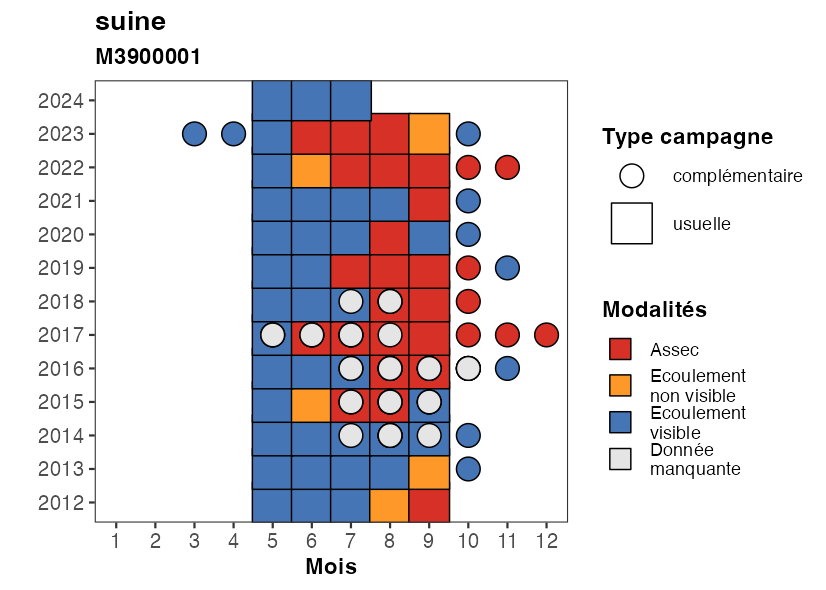 suine
M3900001
2024
2023
2022
2021
2020
2019
2018
2017
2016
2015
2014
2013
2012
1 2 3 4 5 6 7 8 9 10 11 12
Mois
Type campagne
complémentaire
usuelle
Modalités
Assec
Ecoulement
non visible
Ecoulement
visible
Donnée
manquante